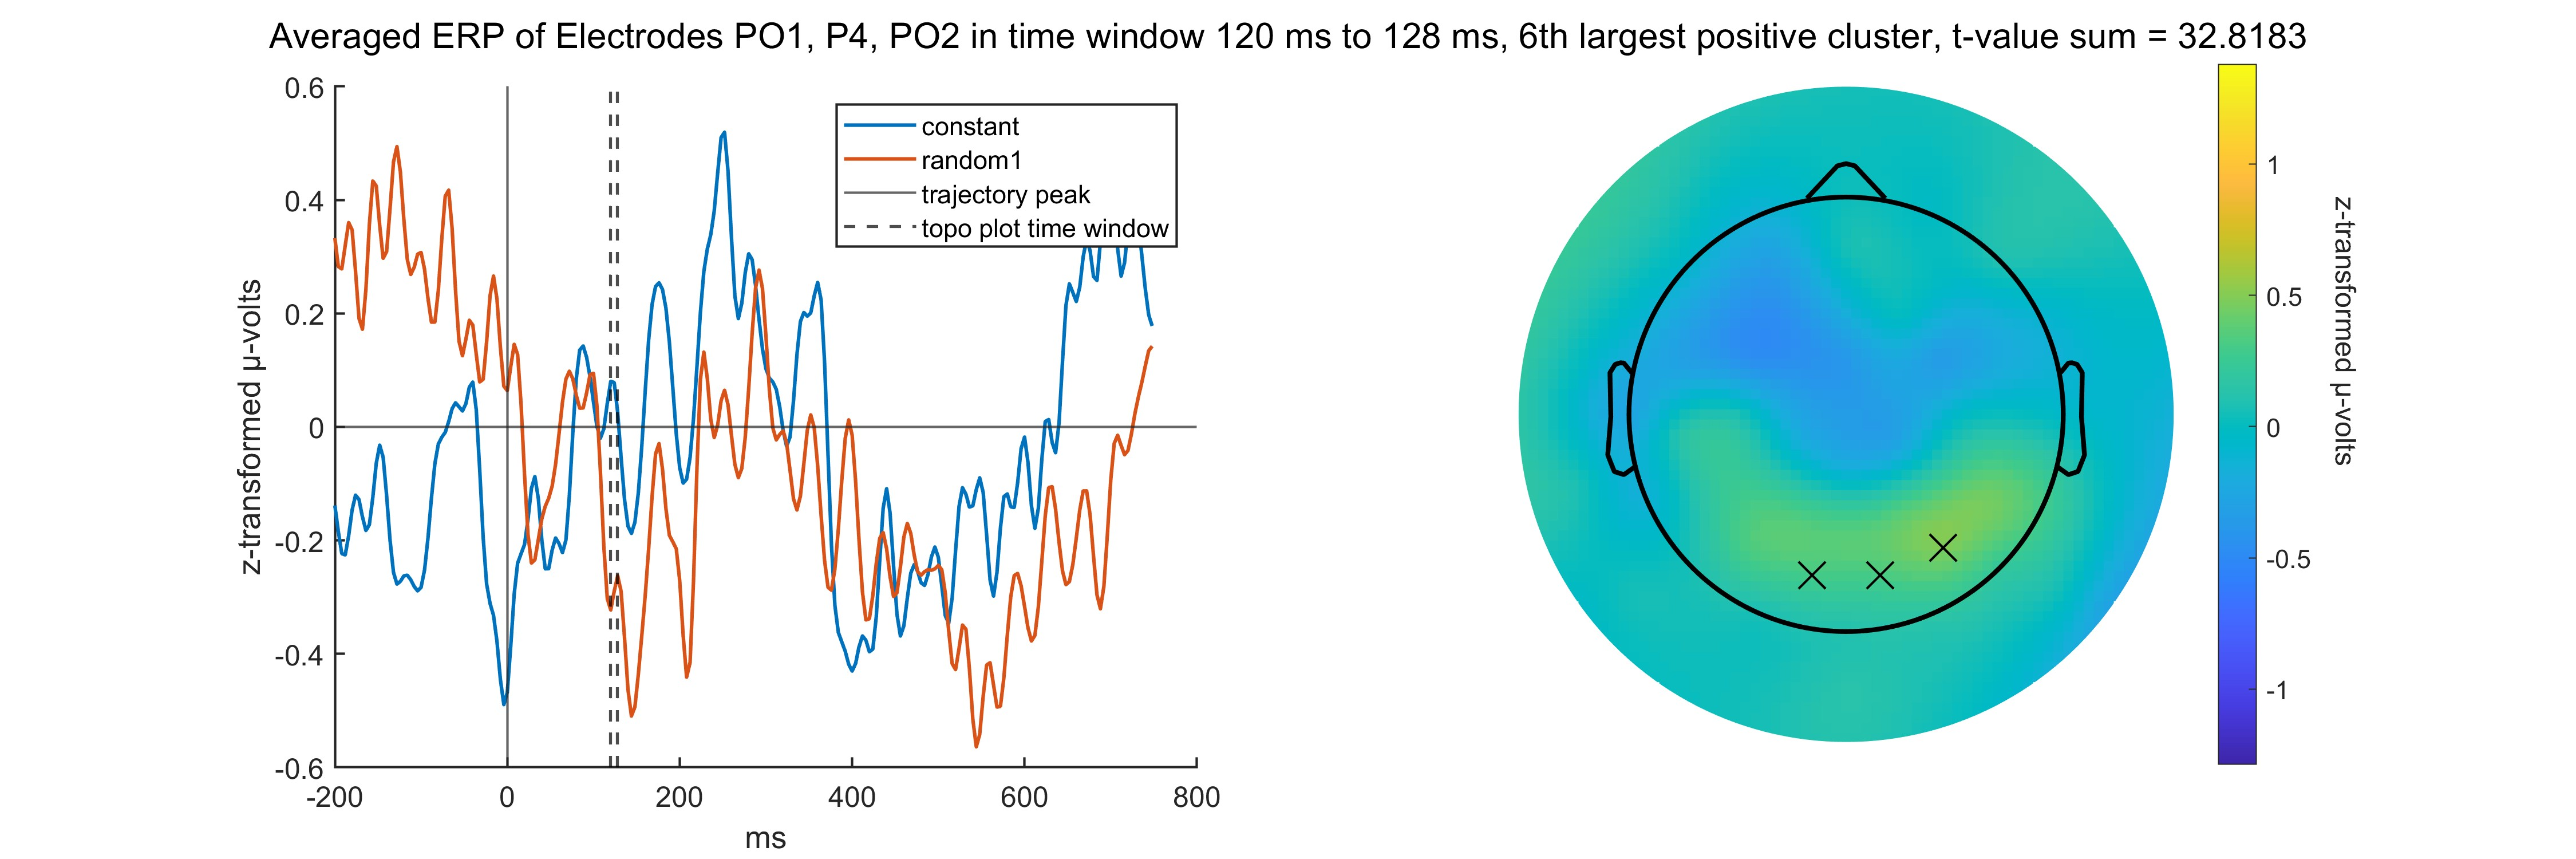 Averaged ERP of Electrodes PO1, P4, PO2 in time window 120 ms to 128 ms, 6th largest positive cluster, t-value sum = 32.8183
z-transformed µ-volts
0.6
0.4
0.2
0
-0.2
-0.4
-0.6
-200
0
200
400
600
800
ms
constant
random1
trajectory peak
topo plot time window
1
0.5
0
-0.5
-1
z-transformed µ-volts